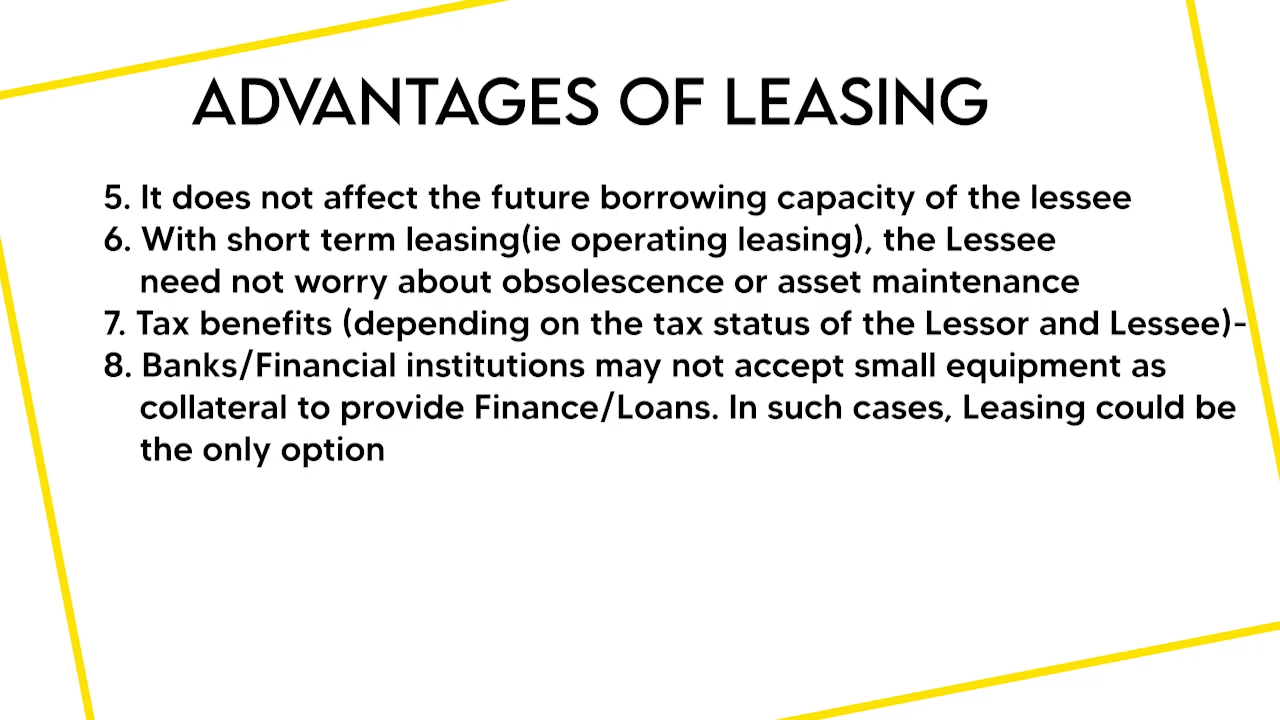 ADVANTAGES OF LEASING
5. It does not affect the future borrowing capacity of the lessee
6. With short term leasing(ie operating leasing), the Lessee
need not worry about obsolescence or asset maintenance
7. Tax benefits (depending on the tax status of the Lessor and Lessee)-
8. Banks/Financial institutions may not accept small equipment as
collateral to provide Finance/Loans. In such cases, Leasing could be
the only option